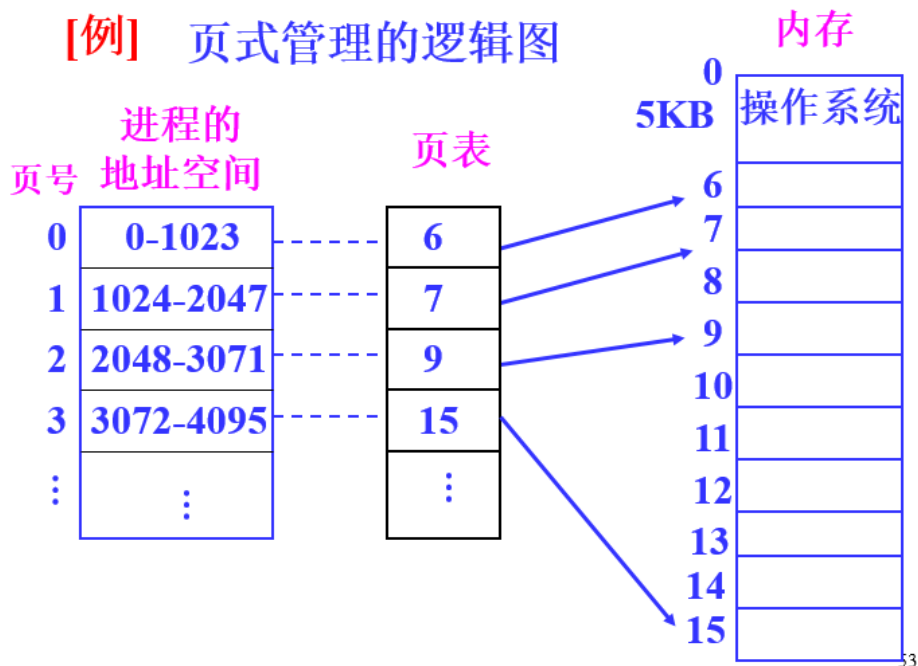 [例] 页式管理的逻辑图
内存
进程的
地址空间
页号
页表
0
5KB
操作系统
0 0-1023 6
1 1024-2047 7
2 2048-3071 9
3 3072-4095 15
⋮ ⋮ ⋮
6
7
8
9
10
11
12
13
14
15
53